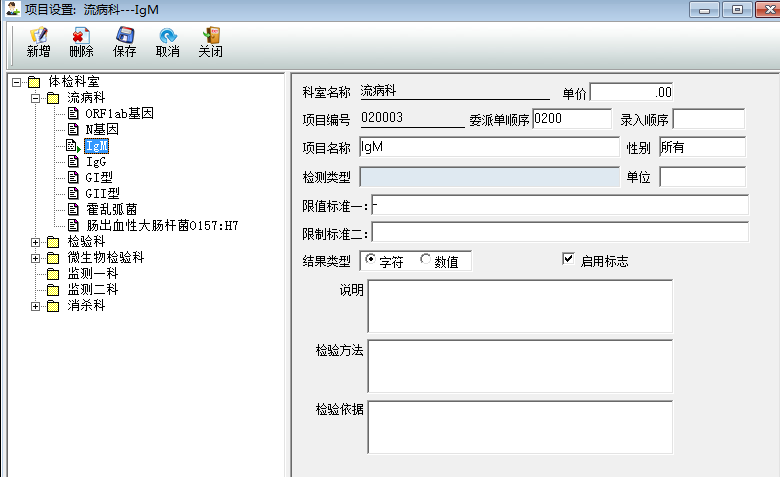 项目设置: 流病科---IgM
新增 删除 保存 取消 关闭
体检科室
流病科
ORF1ab基因
N基因
IgM
IgG
GI型
GII型
霍乱弧菌
肠出血性大肠杆菌O157:H7
检验科
微生物检验科
监测一科
监测二科
消杀科
科室名称 流病科 单价 .00
项目编号 020003 委派单顺序 0200 录入顺序
项目名称 IgM 性别 所有
检测类型 单位
限值标准一: -
限制标准二:
结果类型 字符 数值 启用标志
说明
检验方法
检验依据